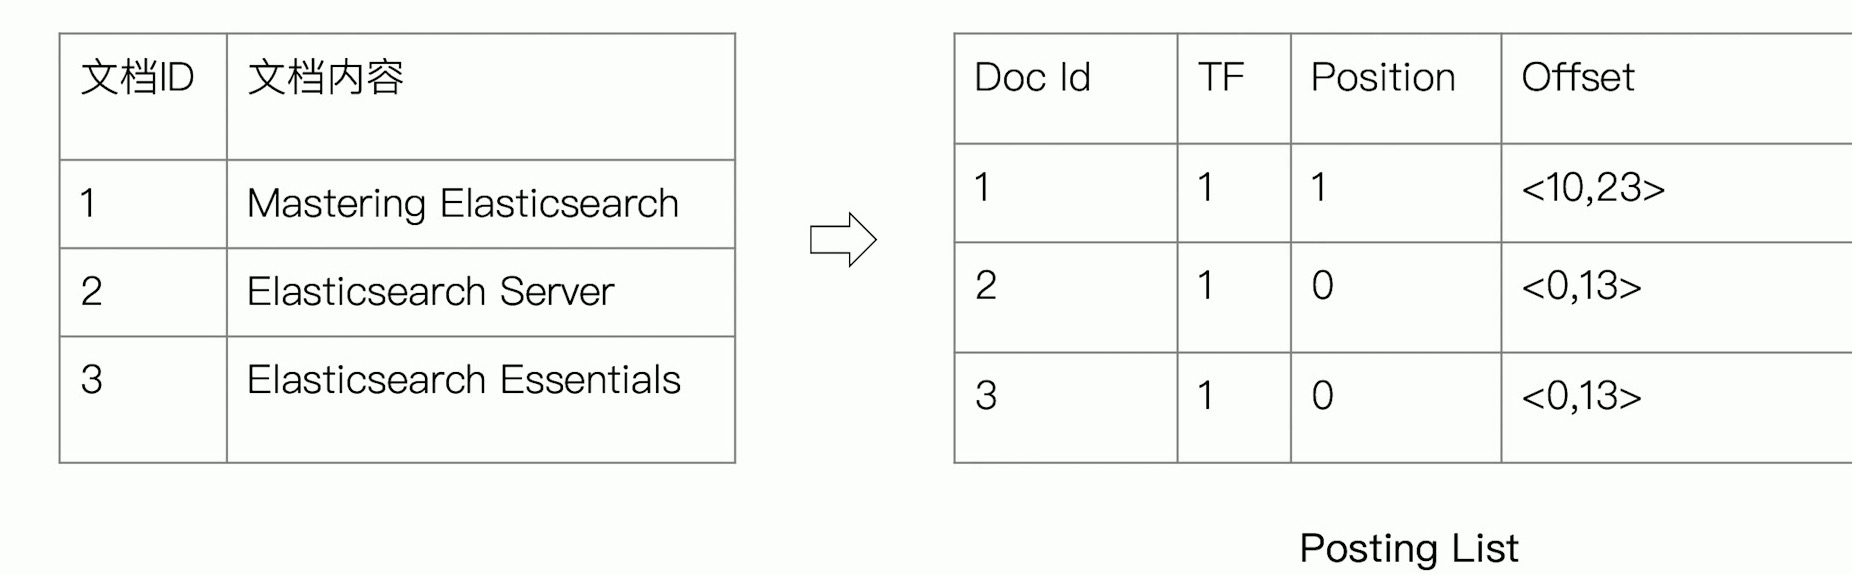 文档ID 文档内容
1 Mastering Elasticsearch
2 Elasticsearch Server
3 Elasticsearch Essentials
Doc Id TF Position Offset
1 1 1 <10,23>
2 1 0 <0,13>
3 1 0 <0,13>
Posting List